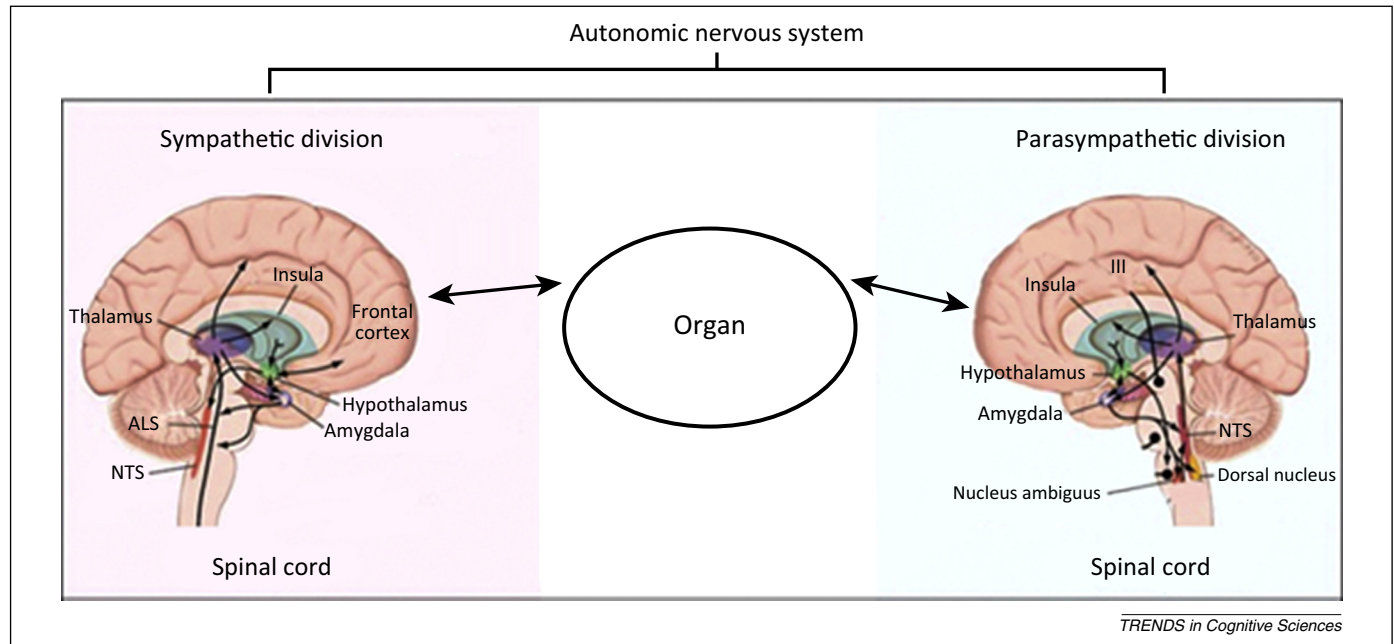 Autonomic nervous system
Sympathetic division
Insula
Thalamus
Frontal
cortex
Hypothalamus
Amygdala
ALS
NTS
Spinal cord
Organ
Parasympathetic division
III
Insula
Thalamus
Hypothalamus
Amygdala
NTS
Dorsal nucleus
Nucleus ambiguus
Spinal cord
TRENDS in Cognitive Sciences